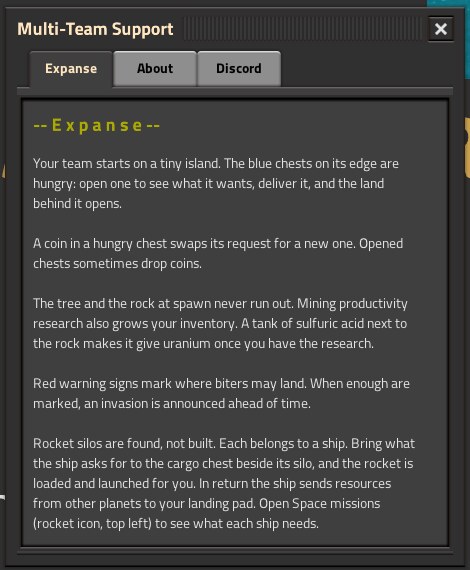 Multi-Team Support
Expanse
About
Discord
-- E x p a n s e --
Your team starts on a tiny island. The blue chests on its edge are
hungry: open one to see what it wants, deliver it, and the land
behind it opens.
A coin in a hungry chest swaps its request for a new one. Opened
chests sometimes drop coins.
The tree and the rock at spawn never run out. Mining productivity
research also grows your inventory. A tank of sulfuric acid next to
the rock makes it give uranium once you have the research.
Red warning signs mark where biters may land. When enough are
marked, an invasion is announced ahead of time.
Rocket silos are found, not built. Each belongs to a ship. Bring what
the ship asks for to the cargo chest beside its silo, and the rocket is
loaded and launched for you. In return the ship sends resources
from other planets to your landing pad. Open Space missions
(rocket icon, top left) to see what each ship needs.